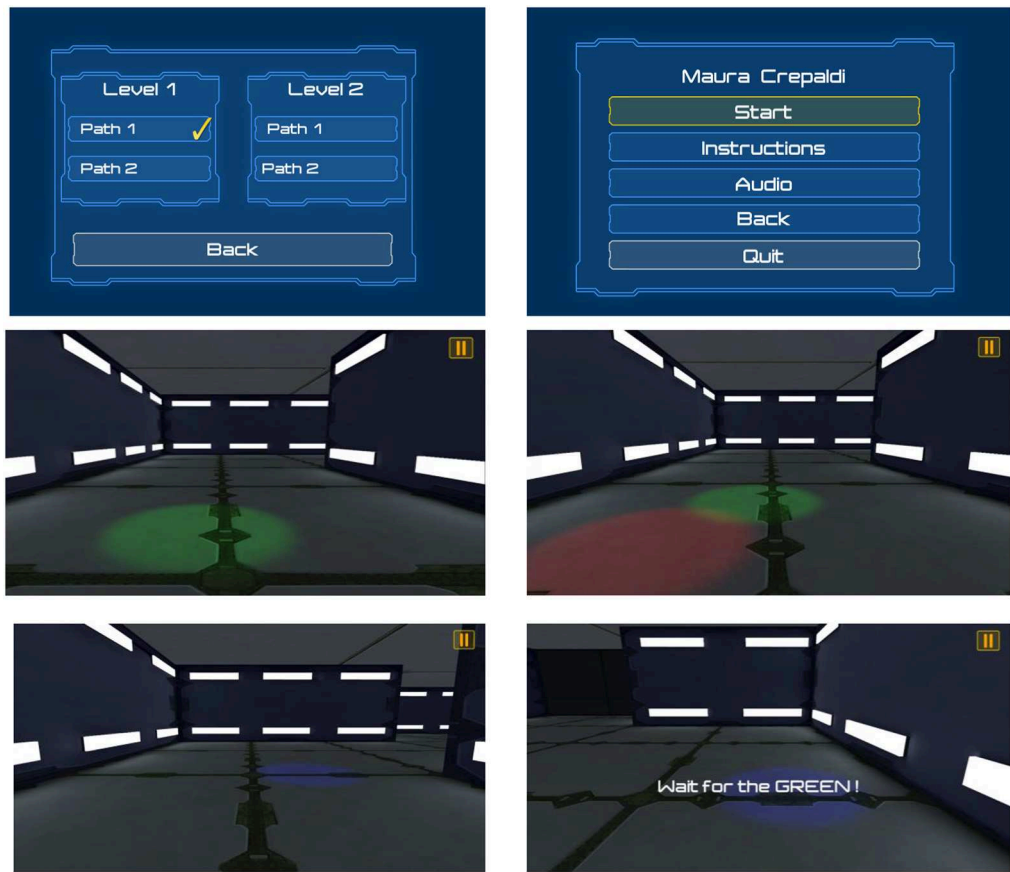 Level 1
Path 1
Path 2
Level 2
Path 1
Path 2
Back
Maura Crepaldi
Start
Instructions
Audio
Back
Quit
Wait for the GREEN !